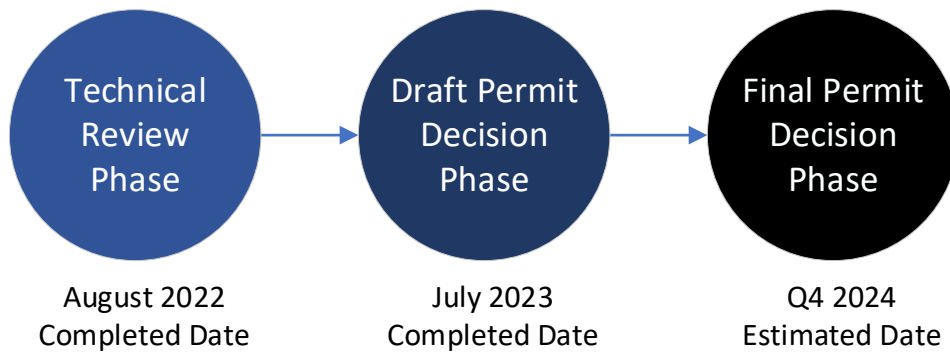 Technical
Review
Phase
Draft Permit
Decision
Phase
Final Permit
Decision
Phase
August 2022
Completed Date
July 2023
Completed Date
Q4 2024
Estimated Date